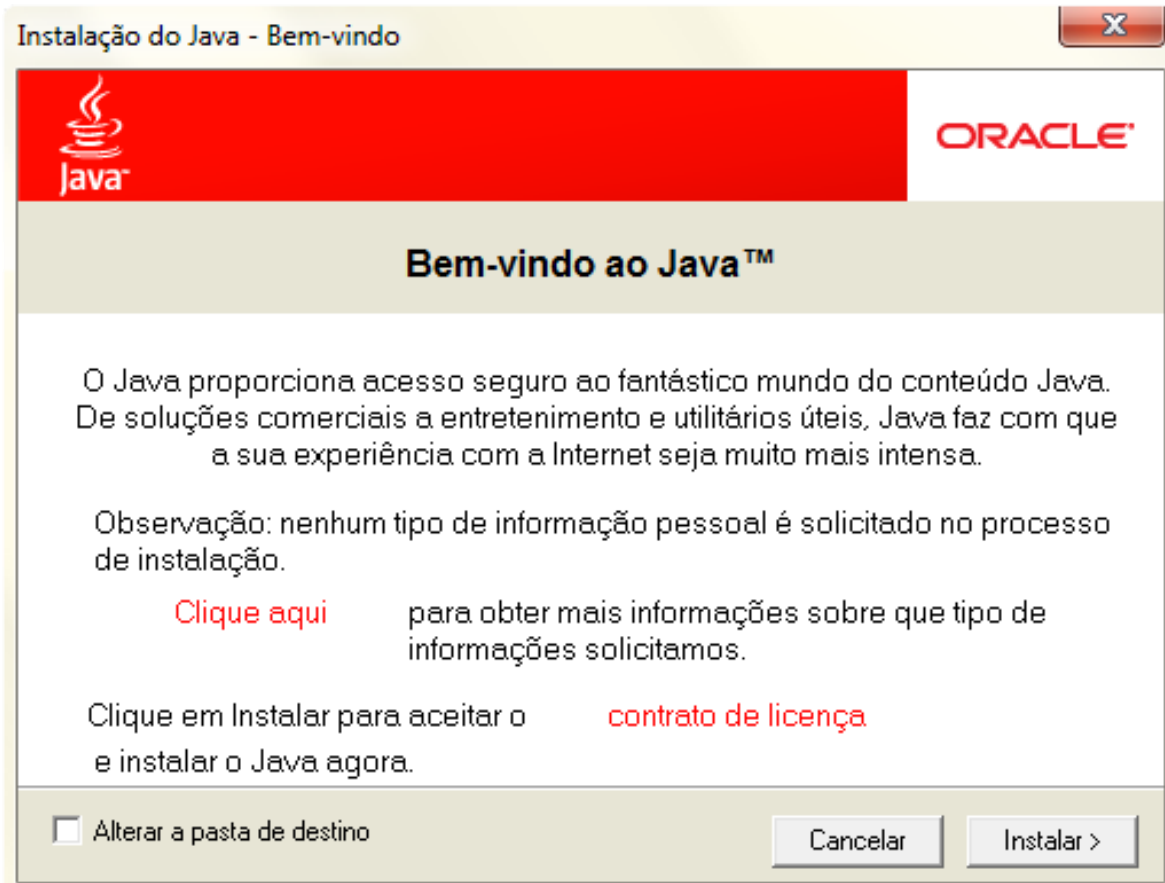 Instalação do Java - Bem-vindo
Java™
ORACLE®
Bem-vindo ao Java™
O Java proporciona acesso seguro ao fantástico mundo do conteúdo Java.
De soluções comerciais a entretenimento e utilitários úteis, Java faz com que
a sua experiência com a Internet seja muito mais intensa.
Observação: nenhum tipo de informação pessoal é solicitado no processo
de instalação.
Clique aqui para obter mais informações sobre que tipo de
informações solicitamos.
Clique em Instalar para aceitar o contrato de licença
e instalar o Java agora.
Alterar a pasta de destino
Cancelar
Instalar >